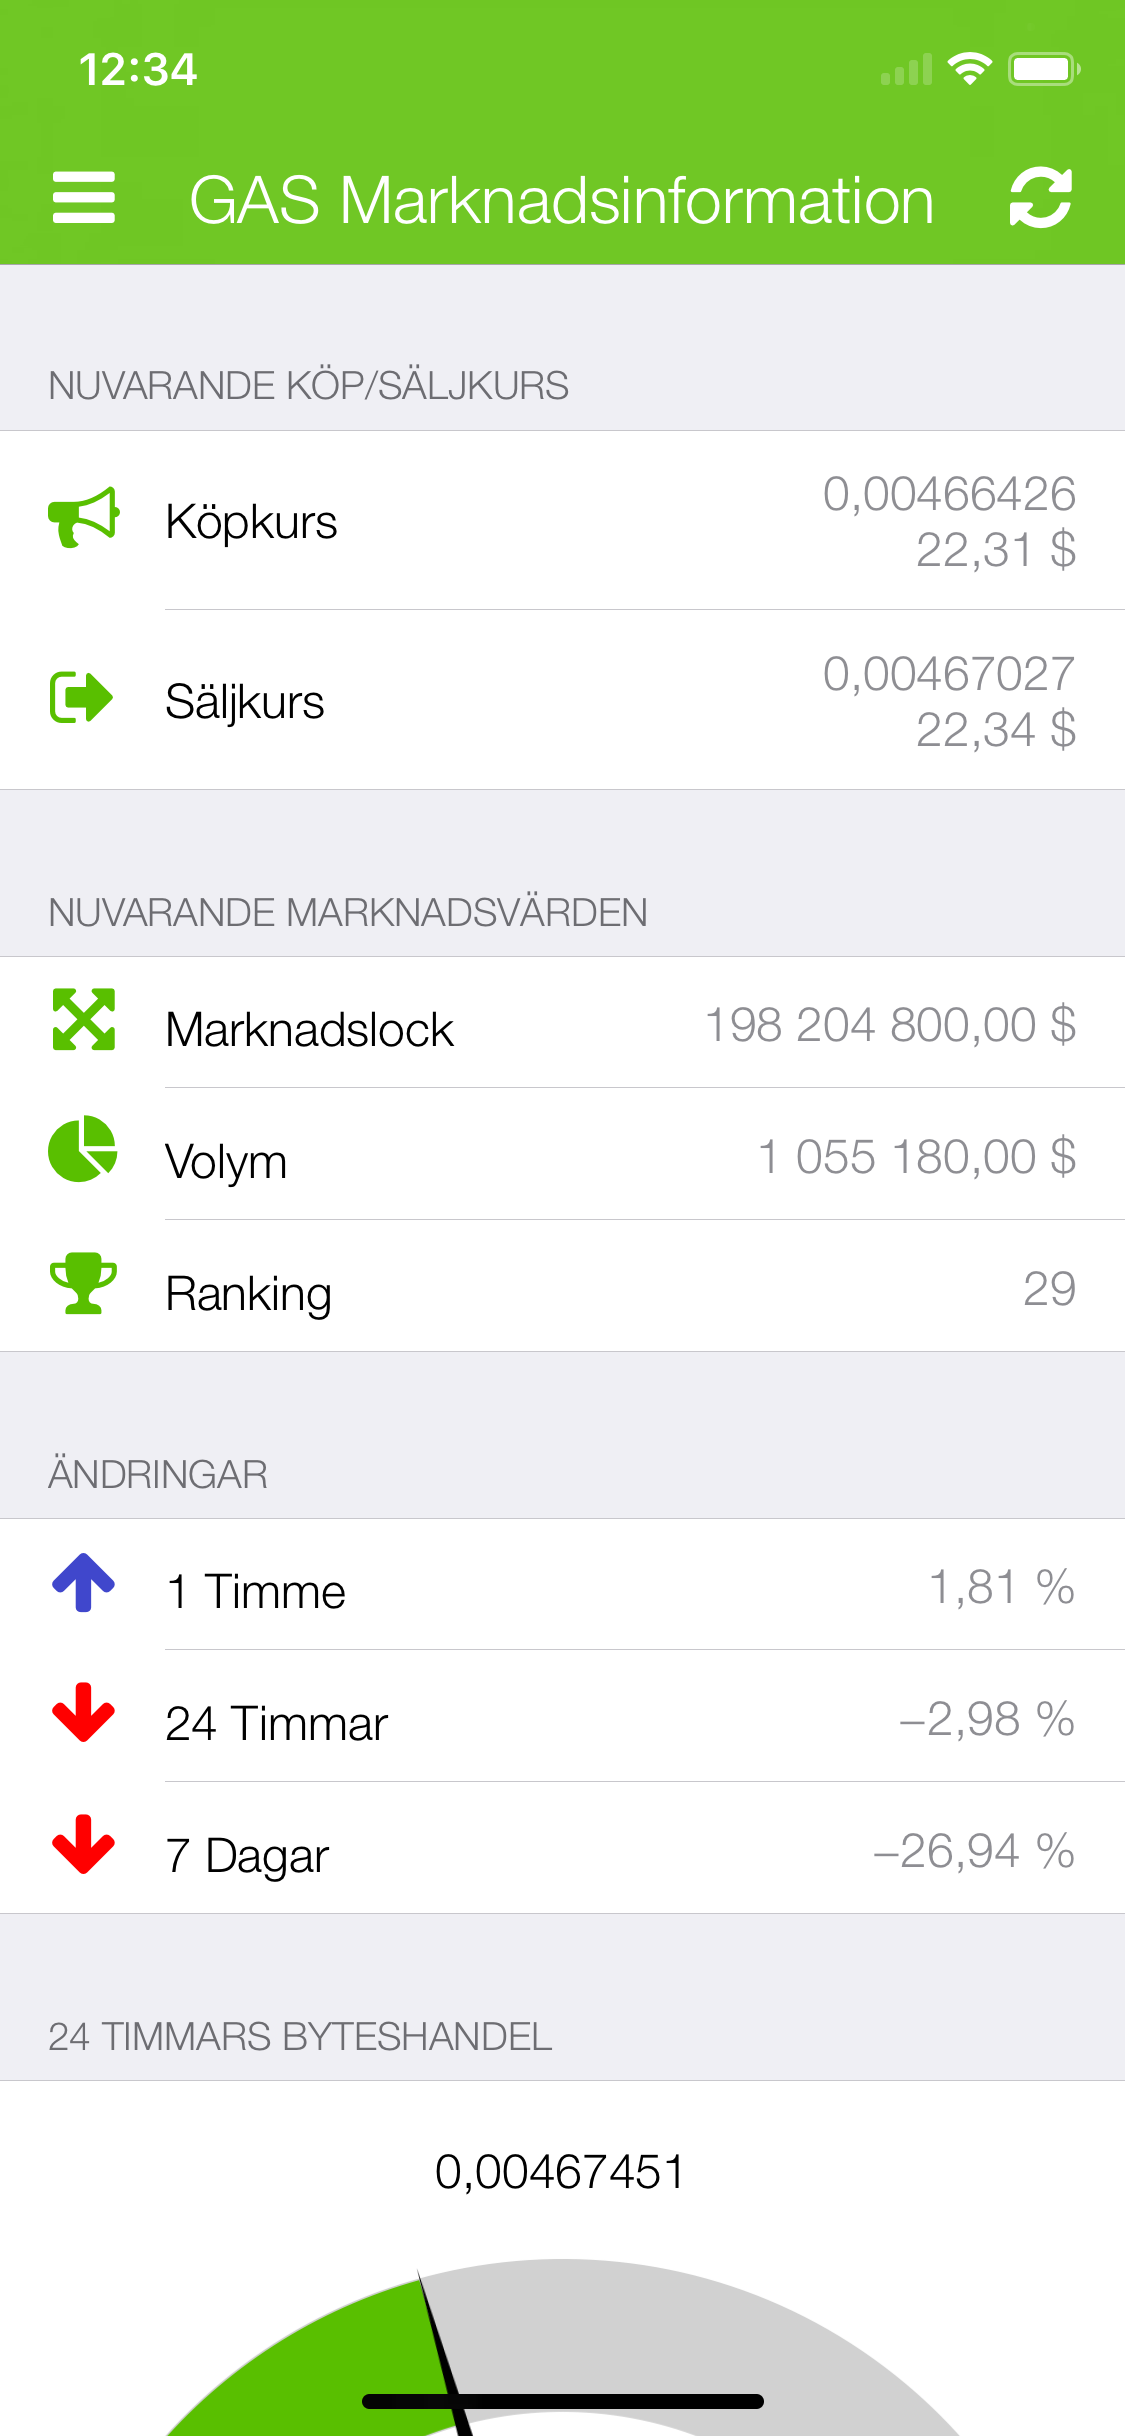 12:34
GAS Marknadsinformation
NUVARANDE KÖP/SÄLJKURS
Köpkurs
0,00466426
22,31 $
Säljkurs
0,00467027
22,34 $
NUVARANDE MARKNADSVÄRDEN
Marknadslock 198 204 800,00 $
Volym 1 055 180,00 $
Ranking 29
ÄNDRINGAR
1 Timme 1,81 %
24 Timmar –2,98 %
7 Dagar –26,94 %
24 TIMMARS BYTESHANDEL
0,00467451